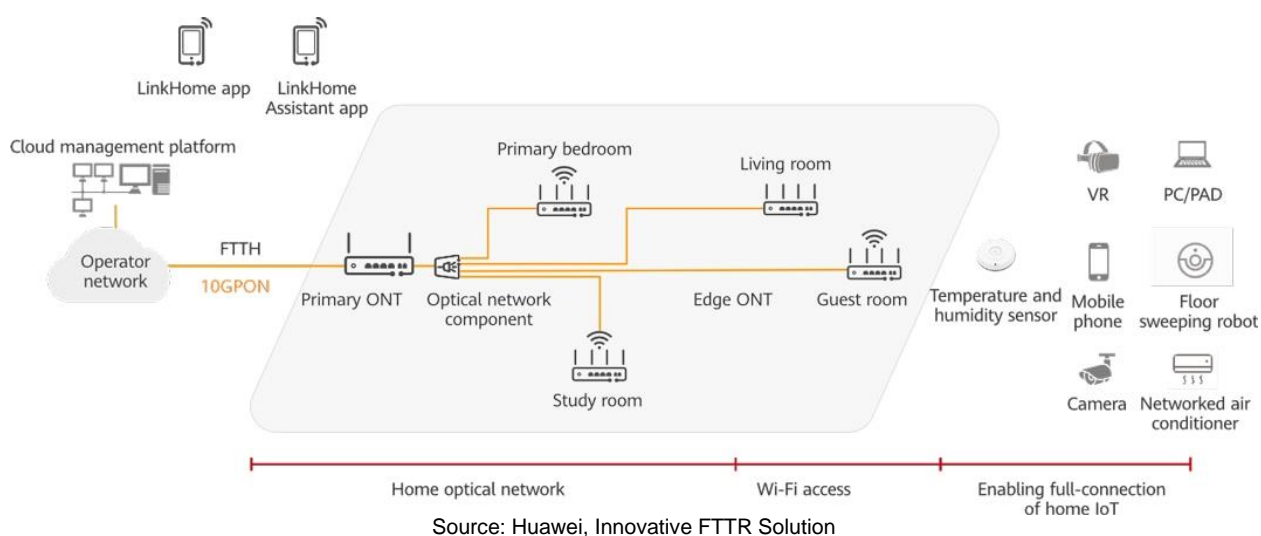 LinkHome app
LinkHome
Assistant app
Cloud management platform
Primary bedroom
Living room
VR
PC/PAD
Operator
network
FTTH
10GPON
Primary ONT
Optical network
component
Edge ONT
Guest room
Temperature and
humidity sensor
Mobile
phone
Floor
sweeping robot
Study room
Camera
Networked air
conditioner
Home optical network
Wi-Fi access
Enabling full-connection
of home IoT
Source: Huawei, Innovative FTTR Solution